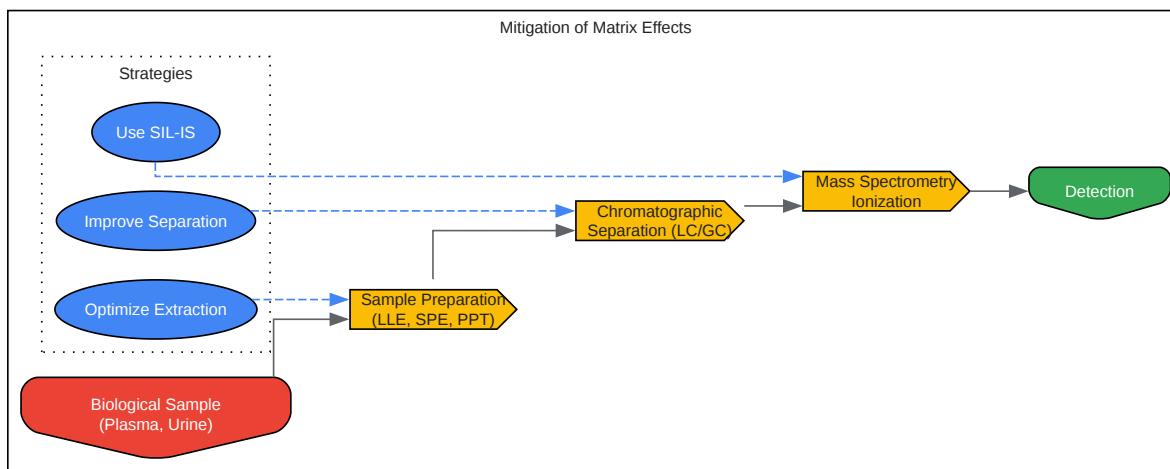 Mitigation of Matrix Effects
Strategies
Use SIL-IS
Improve Separation
Optimize Extraction
Biological Sample
(Plasma, Urine)
Sample Preparation
(LLE, SPE, PPT)
Chromatographic
Separation (LC/GC)
Mass Spectrometry
Ionization
Detection